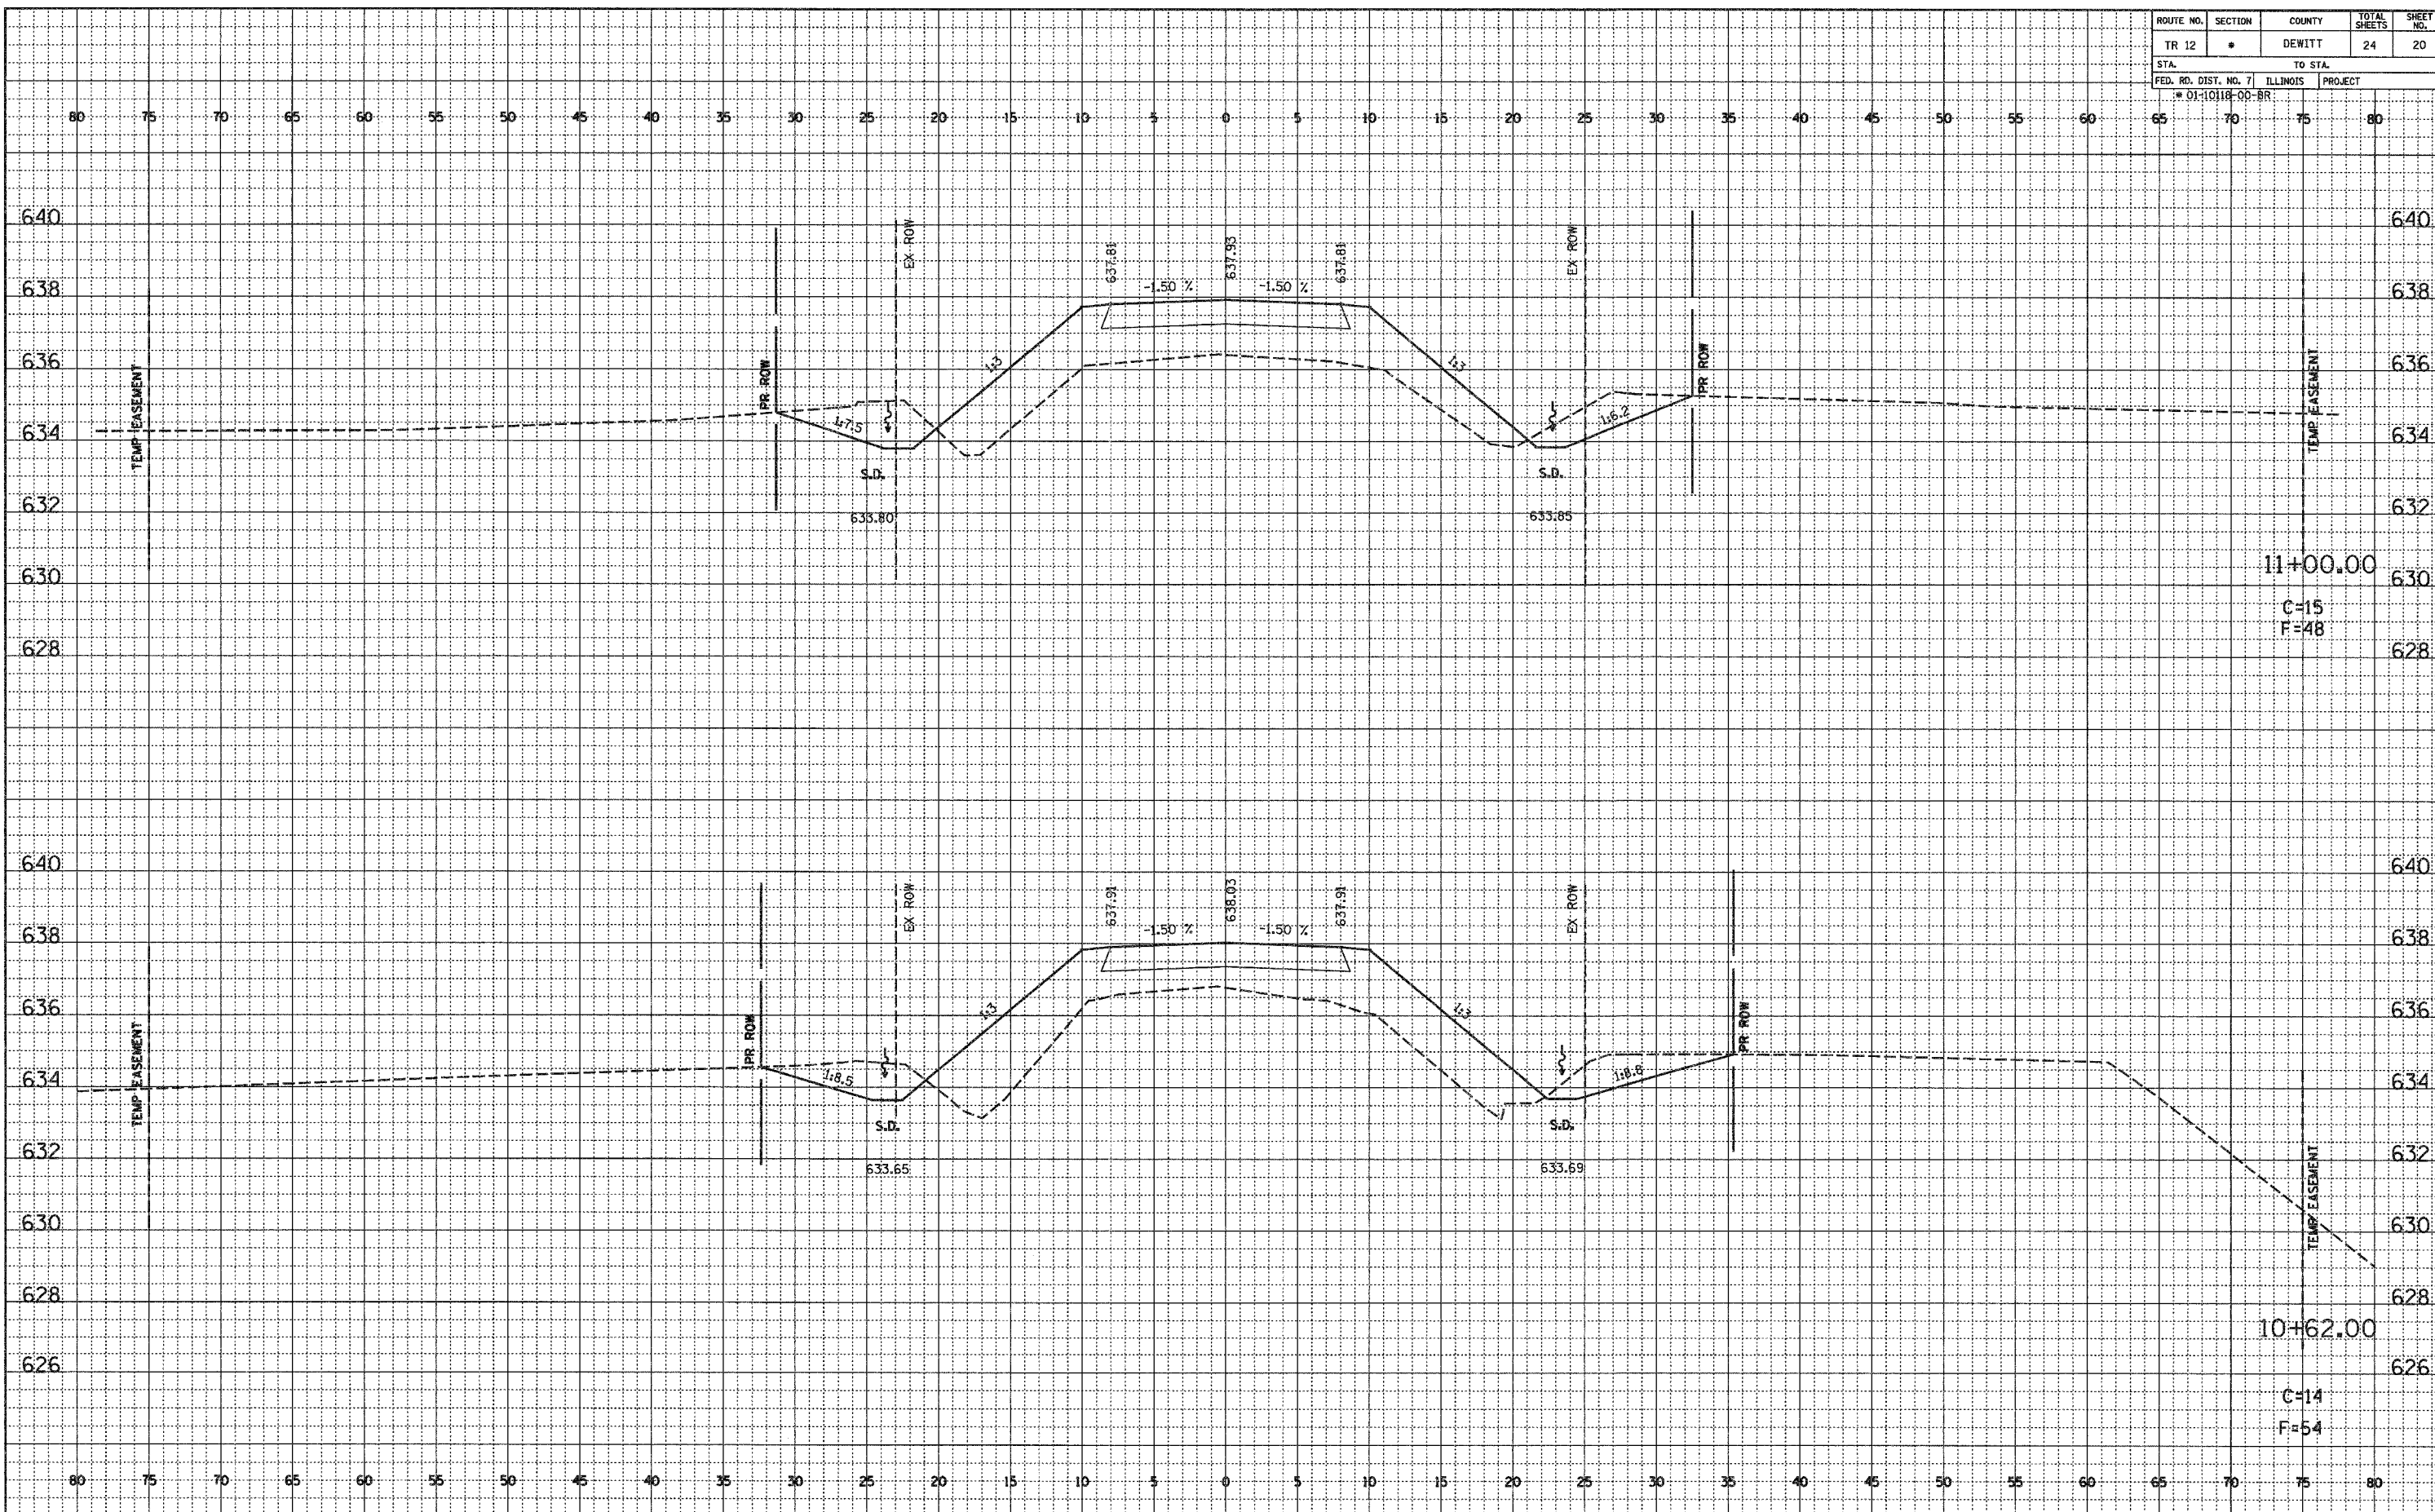 ROUTE NO. SECTION COUNTY TOTAL SHEETS SHEET NO.
TR 12 * DEWITT 24 20
STA. TO STA.
FED. RD. DIST. NO. 7 ILLINOIS PROJECT
* 01-10118-00-BR
80 75 70 65 60 55 50 45 40 35 30 25 20 15 10 5 0 5 10 15 20 25 30 35 40 45 50 55 60 65 70 75 80
640 640
638 638
636 636
634 634
632 632
630 630
628 628
TEMP EASEMENT
PR ROW
EX ROW
637.81
637.93
637.81
-1.50 % -1.50 %
EX ROW
PR ROW
TEMP EASEMENT
1:3
1:3
1:7.5
1:6.2
S.D.
S.D.
633.80
633.85
11+00.00
C=15
F=48
640 640
638 638
636 636
634 634
632 632
630 630
628 628
626 626
TEMP EASEMENT
PR ROW
EX ROW
637.91
638.03
637.91
-1.50 % -1.50 %
EX ROW
PR ROW
TEMP EASEMENT
1:3
1:3
1:8.5
1:8.8
S.D.
S.D.
633.65
633.69
10+62.00
C=14
F=54
80 75 70 65 60 55 50 45 40 35 30 25 20 15 10 5 0 5 10 15 20 25 30 35 40 45 50 55 60 65 70 75 80